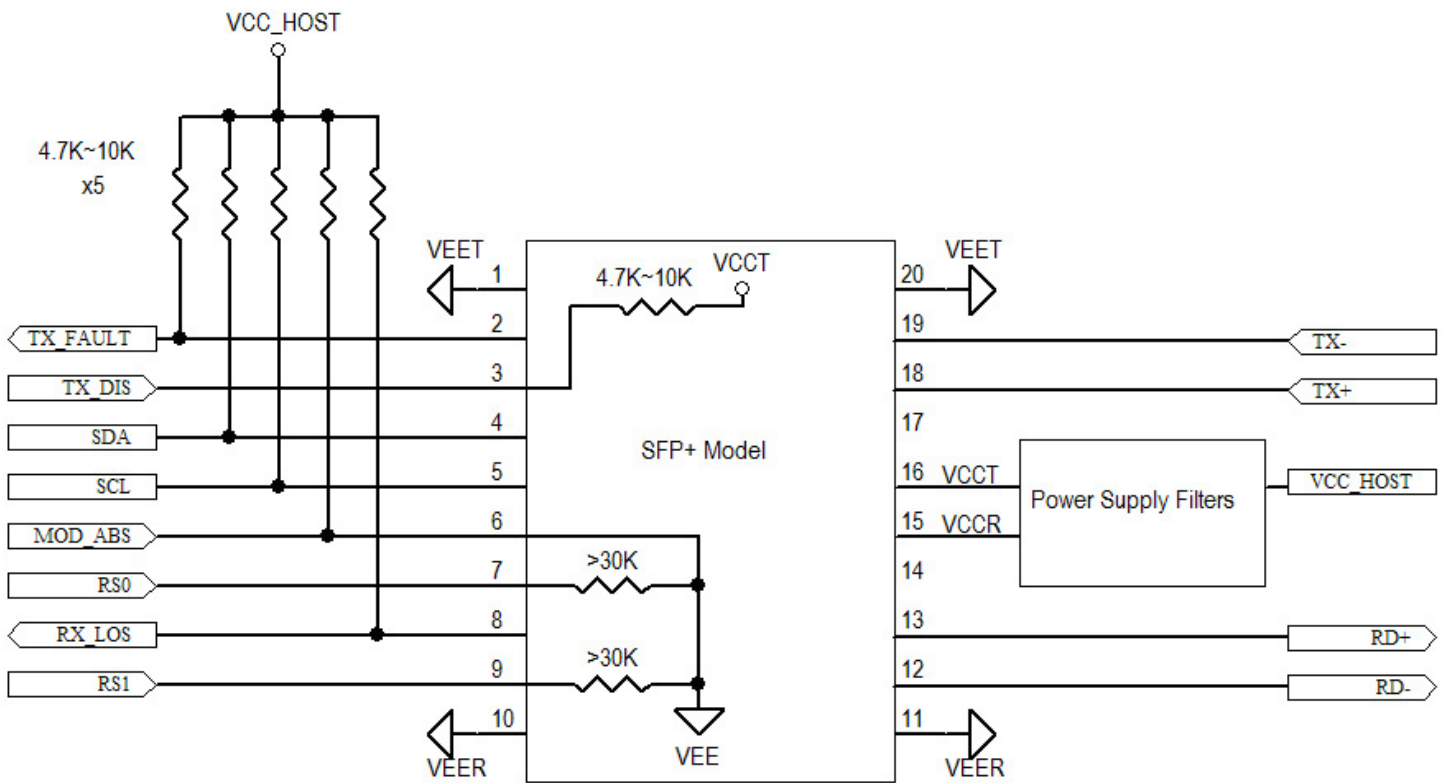 VCC_HOST
4.7K~10K
x5
VEET
1
4.7K~10K
VCCT
20
VEET
TX_FAULT
2
19
TX-
TX_DIS
3
18
TX+
SDA
4
17
SFP+ Model
SCL
5
16
VCCT
Power Supply Filters
VCC_HOST
MOD_ABS
6
15
VCCR
RS0
7
>30K
14
RX_LOS
8
13
RD+
RS1
9
>30K
12
RD-
10
VEER
VEE
11
VEER